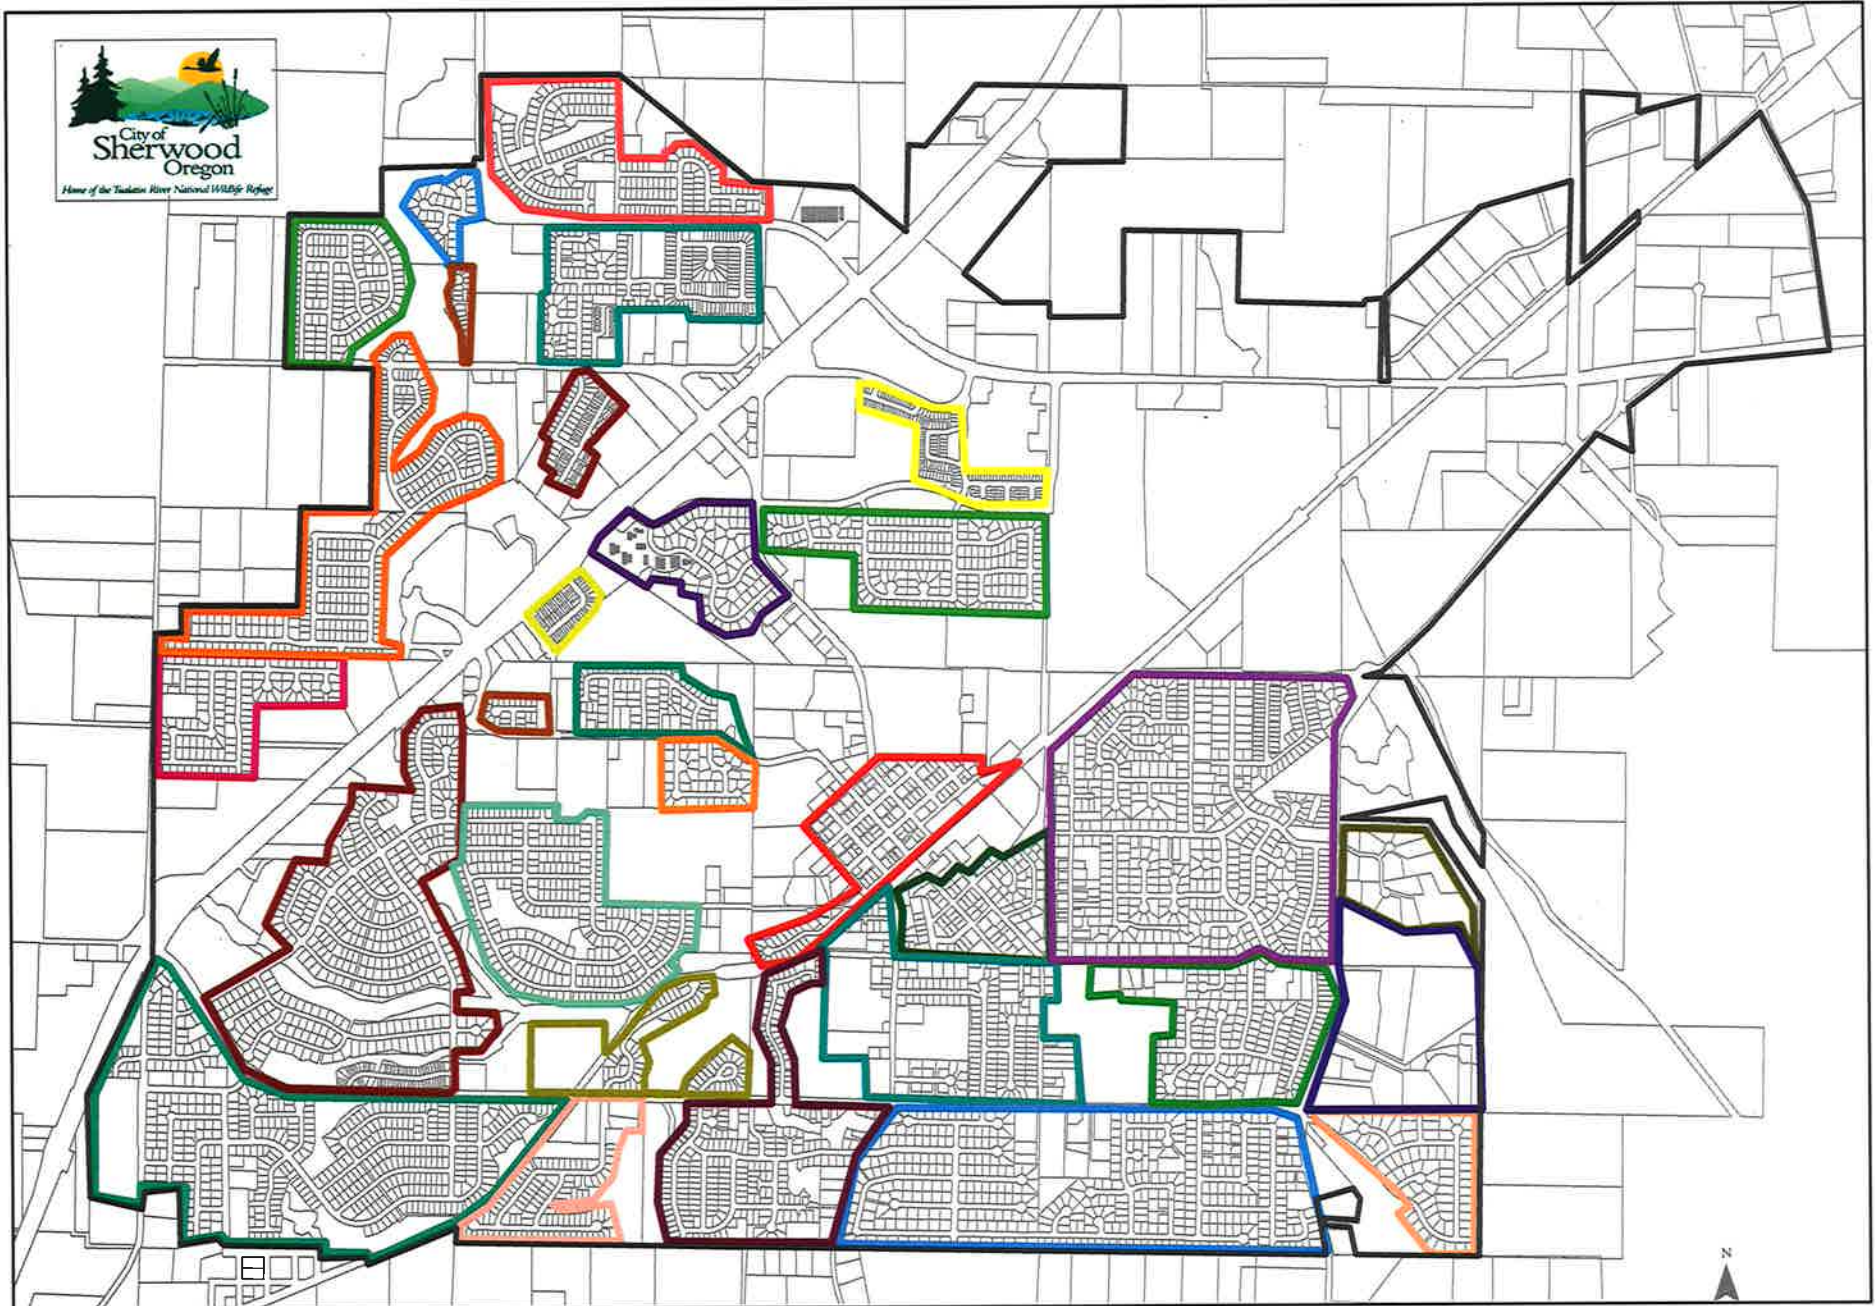 City of
Sherwood
Oregon
Home of the Tualatin River National Wildlife Refuge
N